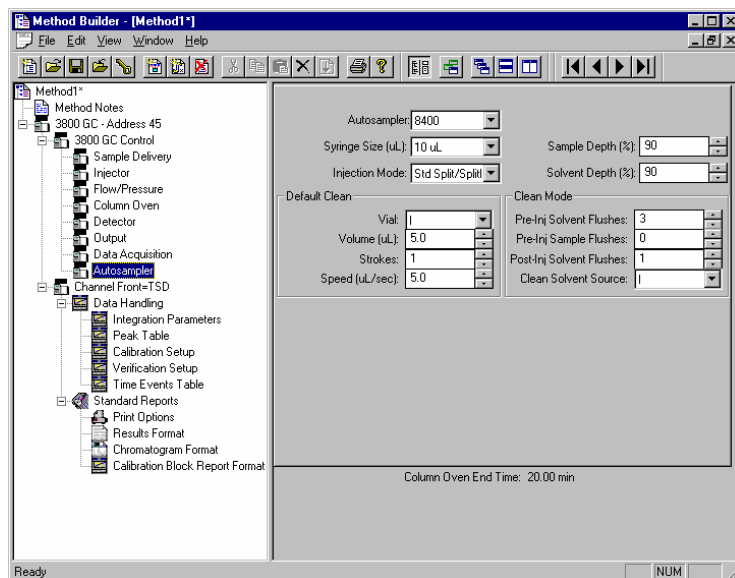 Method Builder - [Method1*]
File Edit View Window Help
Method1*
Method Notes
3800 GC - Address 45
3800 GC Control
Sample Delivery
Injector
Flow/Pressure
Column Oven
Detector
Output
Data Acquisition
Autosampler
Channel Front=TSD
Data Handling
Integration Parameters
Peak Table
Calibration Setup
Verification Setup
Time Events Table
Standard Reports
Print Options
Results Format
Chromatogram Format
Calibration Block Report Format
Autosampler: 8400
Syringe Size (uL): 10 uL
Sample Depth (%): 90
Injection Mode: Std Split/Splitl
Solvent Depth (%): 90
Default Clean
Vial: I
Volume (uL): 5.0
Strokes: 1
Speed (uL/sec): 5.0
Clean Mode
Pre-Inj Solvent Flushes: 3
Pre-Inj Sample Flushes: 0
Post-Inj Solvent Flushes: 1
Clean Solvent Source: I
Column Oven End Time: 20.00 min
Ready
NUM